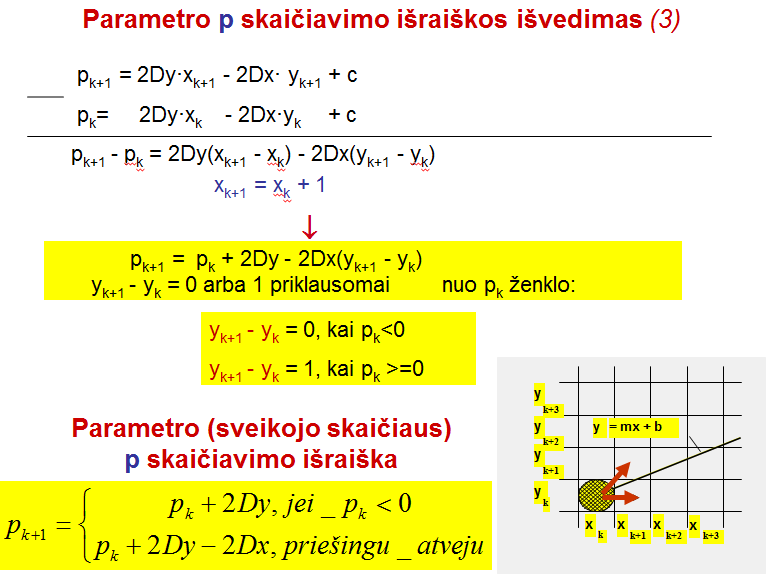 Parametro p skaičiavimo išraiškos išvedimas (3)
pk+1 = 2Dy·xk+1 - 2Dx· yk+1 + c
pk= 2Dy·xk - 2Dx·yk + c
pk+1 - pk = 2Dy(xk+1 - xk) - 2Dx(yk+1 - yk)
xk+1 = xk + 1
↓
pk+1 = pk + 2Dy - 2Dx(yk+1 - yk)
yk+1 - yk = 0 arba 1 priklausomai nuo pk ženklo:
yk+1 - yk = 0, kai pk<0
yk+1 - yk = 1, kai pk >=0
Parametro (sveikojo skaičiaus)
p skaičiavimo išraiška
pk+1 = { pk + 2Dy, jei _ pk < 0
pk + 2Dy − 2Dx, priešingu _ atveju
yk+3
yk+2
y = mx + b
yk+1
yk
xk xk+1 xk+2 xk+3